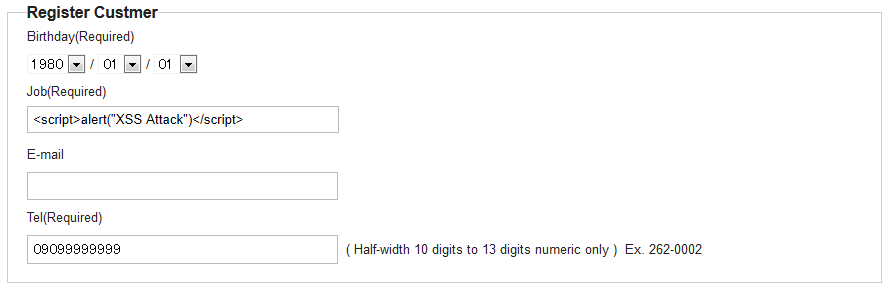 Register Custmer
Birthday(Required)
1980 / 01 / 01
Job(Required)
<script>alert("XSS Attack")</script>
E-mail
Tel(Required)
09099999999 ( Half-width 10 digits to 13 digits numeric only ) Ex. 262-0002